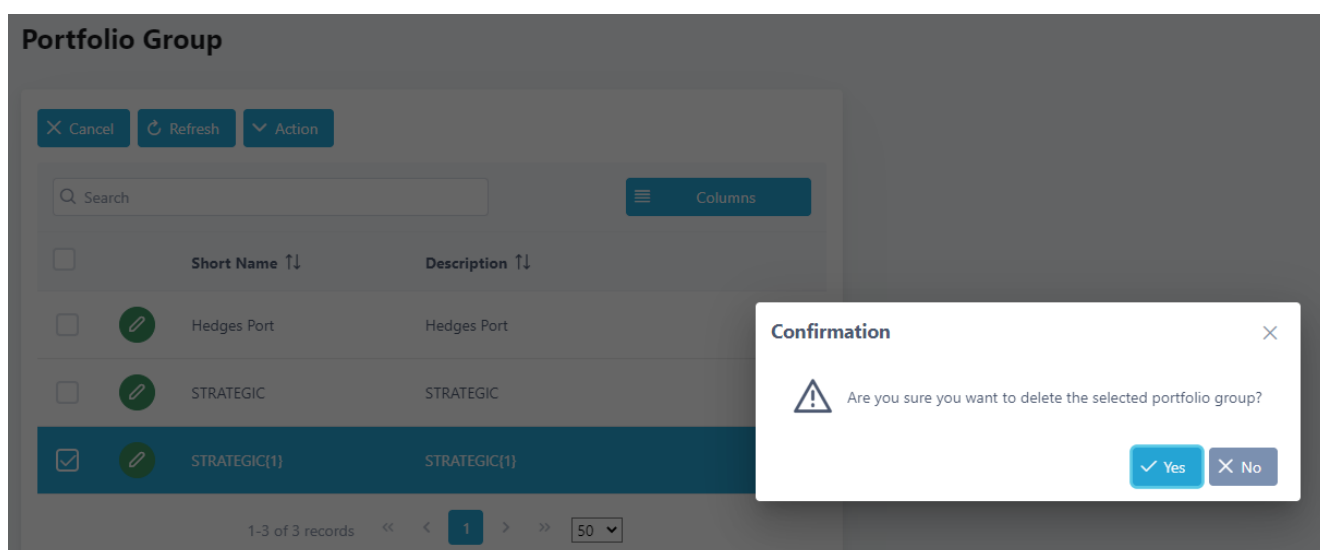 Portfolio Group
Cancel Refresh Action
Search Columns
Short Name Description
Hedges Port Hedges Port
STRATEGIC STRATEGIC
STRATEGIC{1} STRATEGIC{1}
1-3 of 3 records « < 1 > » 50
Confirmation
Are you sure you want to delete the selected portfolio group?
Yes No